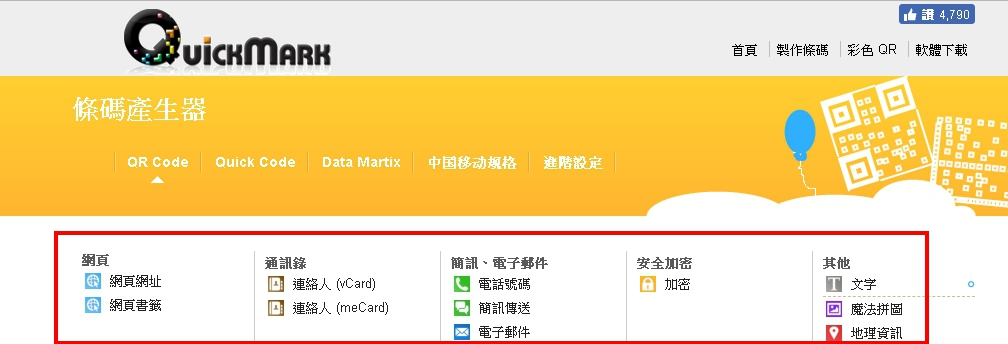 讚 4,790
QuickMark
首頁 製作條碼 彩色 QR 軟體下載
條碼產生器
QR Code Quick Code Data Martix 中国移动规格 進階設定
網頁
網頁網址
網頁書籤
通訊錄
連絡人 (vCard)
連絡人 (meCard)
簡訊、電子郵件
電話號碼
簡訊傳送
電子郵件
安全加密
加密
其他
文字
魔法拼圖
地理資訊